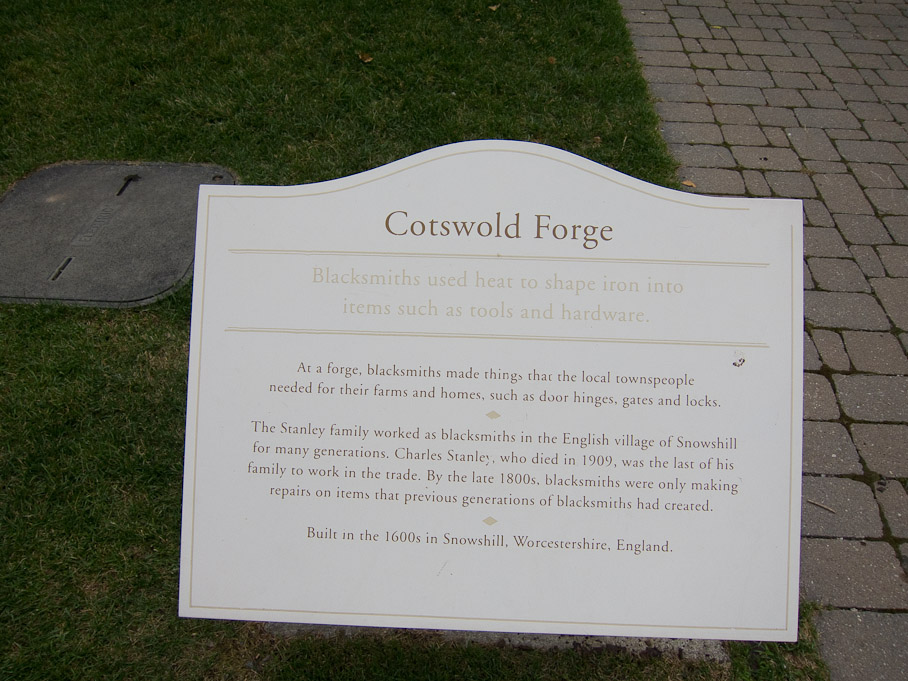 Cotswold Forge
Blacksmiths used heat to shape iron into
items such as tools and hardware.
At a forge, blacksmiths made things that the local townspeople
needed for their farms and homes, such as door hinges, gates and locks.
The Stanley family worked as blacksmiths in the English village of Snowshill
for many generations. Charles Stanley, who died in 1909, was the last of his
family to work in the trade. By the late 1800s, blacksmiths were only making
repairs on items that previous generations of blacksmiths had created.
Built in the 1600s in Snowshill, Worcestershire, England.